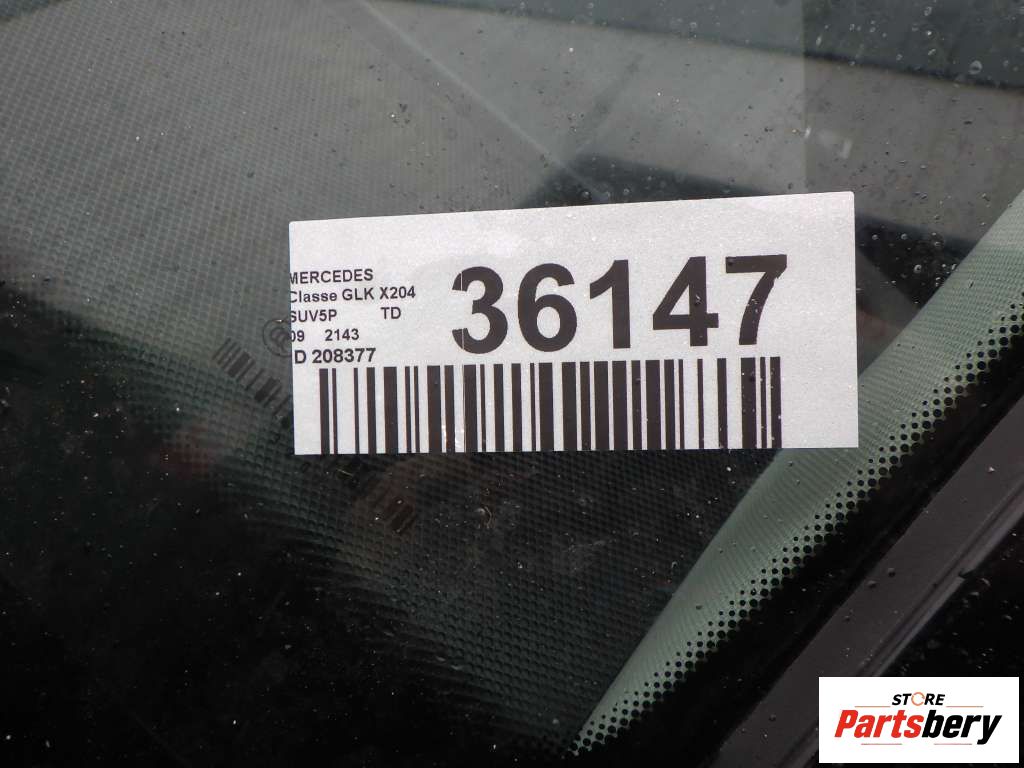 MERCEDES
Classe GLK X204
SUV5P TD
09 2143
D 208377
36147
STORE
Partsbery